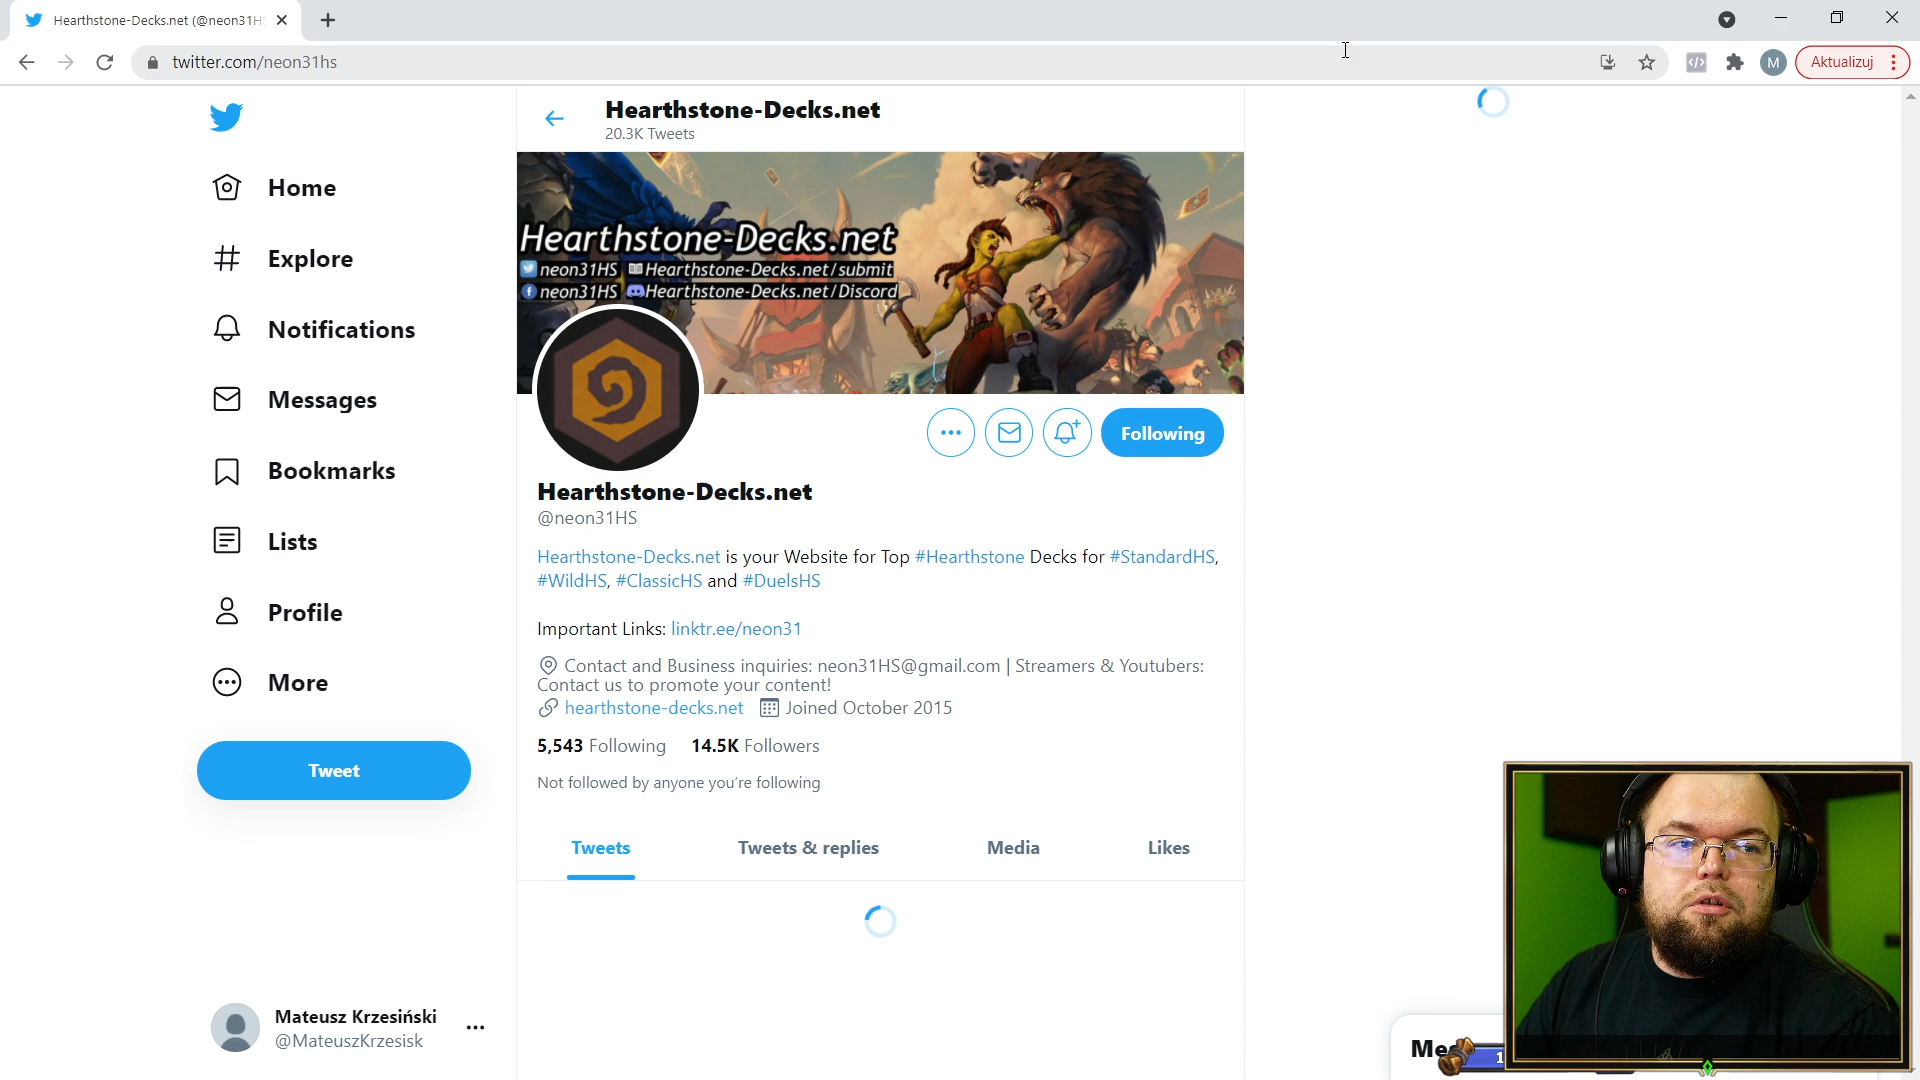 Hearthstone-Decks.net (@neon31H
twitter.com/neon31hs
M
Aktualizuj
Home
Explore
Notifications
Messages
Bookmarks
Lists
Profile
More
Tweet
Mateusz Krzesiński
@MateuszKrzesisk
Hearthstone-Decks.net
20.3K Tweets
Hearthstone-Decks.net
neon31HS Hearthstone-Decks.net/submit
neon31HS Hearthstone-Decks.net/Discord
Following
Hearthstone-Decks.net
@neon31HS
Hearthstone-Decks.net is your Website for Top #Hearthstone Decks for #StandardHS,
#WildHS, #ClassicHS and #DuelsHS
Important Links: linktr.ee/neon31
Contact and Business inquiries: neon31HS@gmail.com | Streamers & Youtubers:
Contact us to promote your content!
hearthstone-decks.net Joined October 2015
5,543 Following 14.5K Followers
Not followed by anyone you're following
Tweets Tweets & replies Media Likes